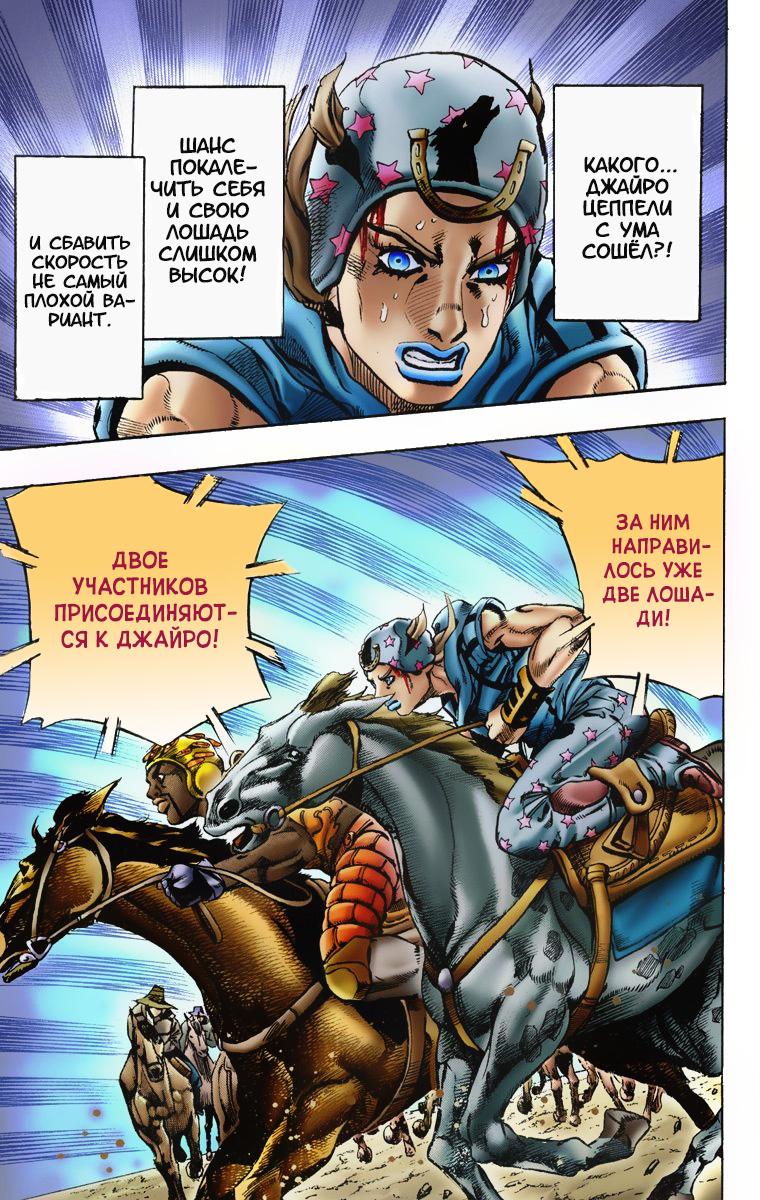 КАКОГО...
ДЖАЙРО
ЦЕППЕЛИ
С УМА
СОШЁЛ?!
ШАНС
ПОКАЛЕ-
ЧИТЬ СЕБЯ
И СВОЮ
ЛОШАДЬ
СЛИШКОМ
ВЫСОК!
И СБАВИТЬ
СКОРОСТЬ
НЕ САМЫЙ
ПЛОХОЙ ВА-
РИАНТ.
ЗА НИМ
НАПРАВИ-
ЛОСЬ УЖЕ
ДВЕ ЛОША-
ДИ!
ДВОЕ
УЧАСТНИКОВ
ПРИСОЕДИНЯЮТ-
СЯ К ДЖАЙРО!